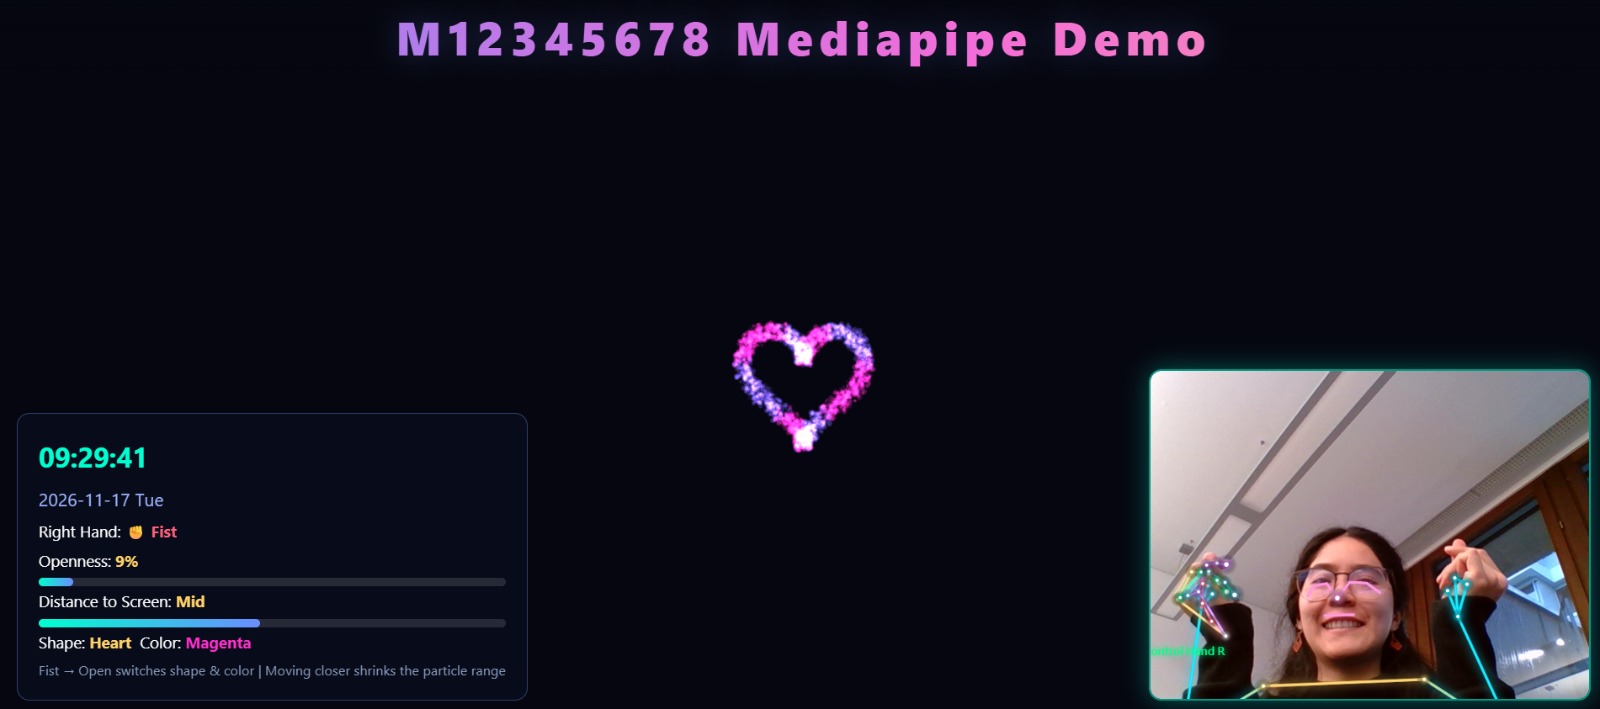 M12345678 Mediapipe Demo
09:29:41
2026-11-17 Tue
Right Hand: ✊ Fist
Openness: 9%
Distance to Screen: Mid
Shape: Heart Color: Magenta
Fist → Open switches shape & color | Moving closer shrinks the particle range
R